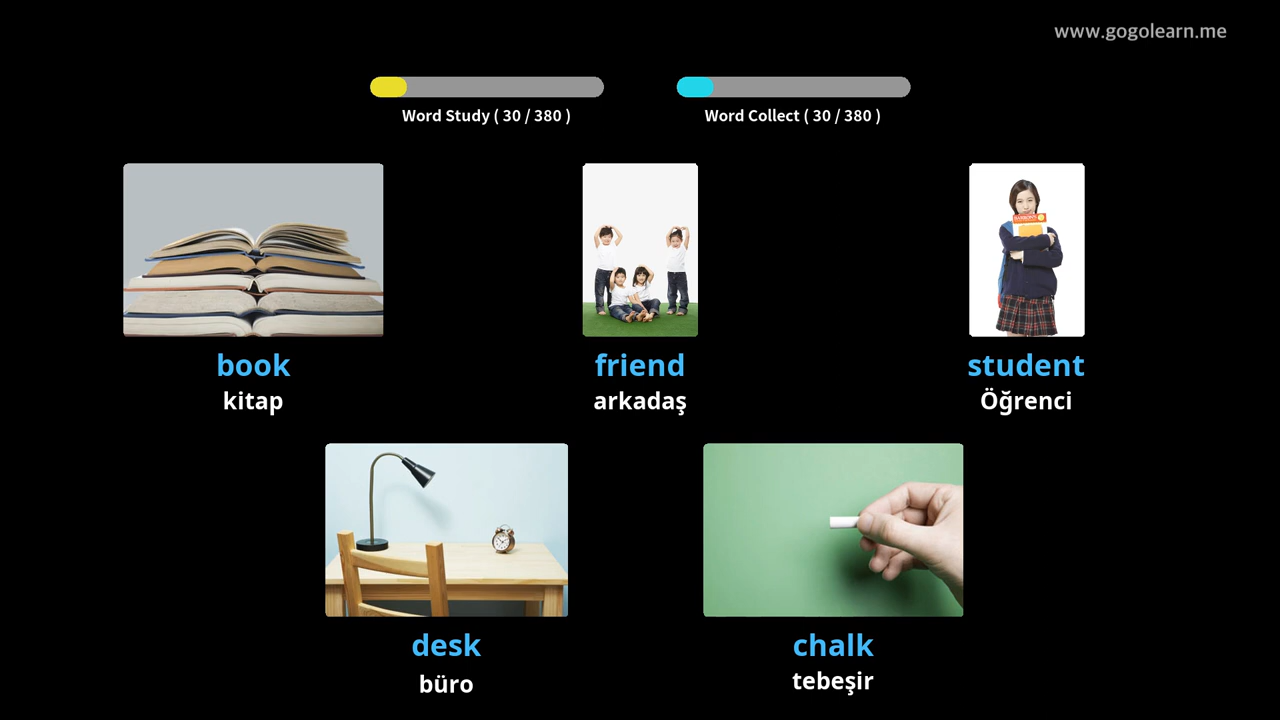 www.gogolearn.me
Word Study ( 30 / 380 )
Word Collect ( 30 / 380 )
book
kitap
friend
arkadaş
student
Öğrenci
desk
büro
chalk
tebeşir